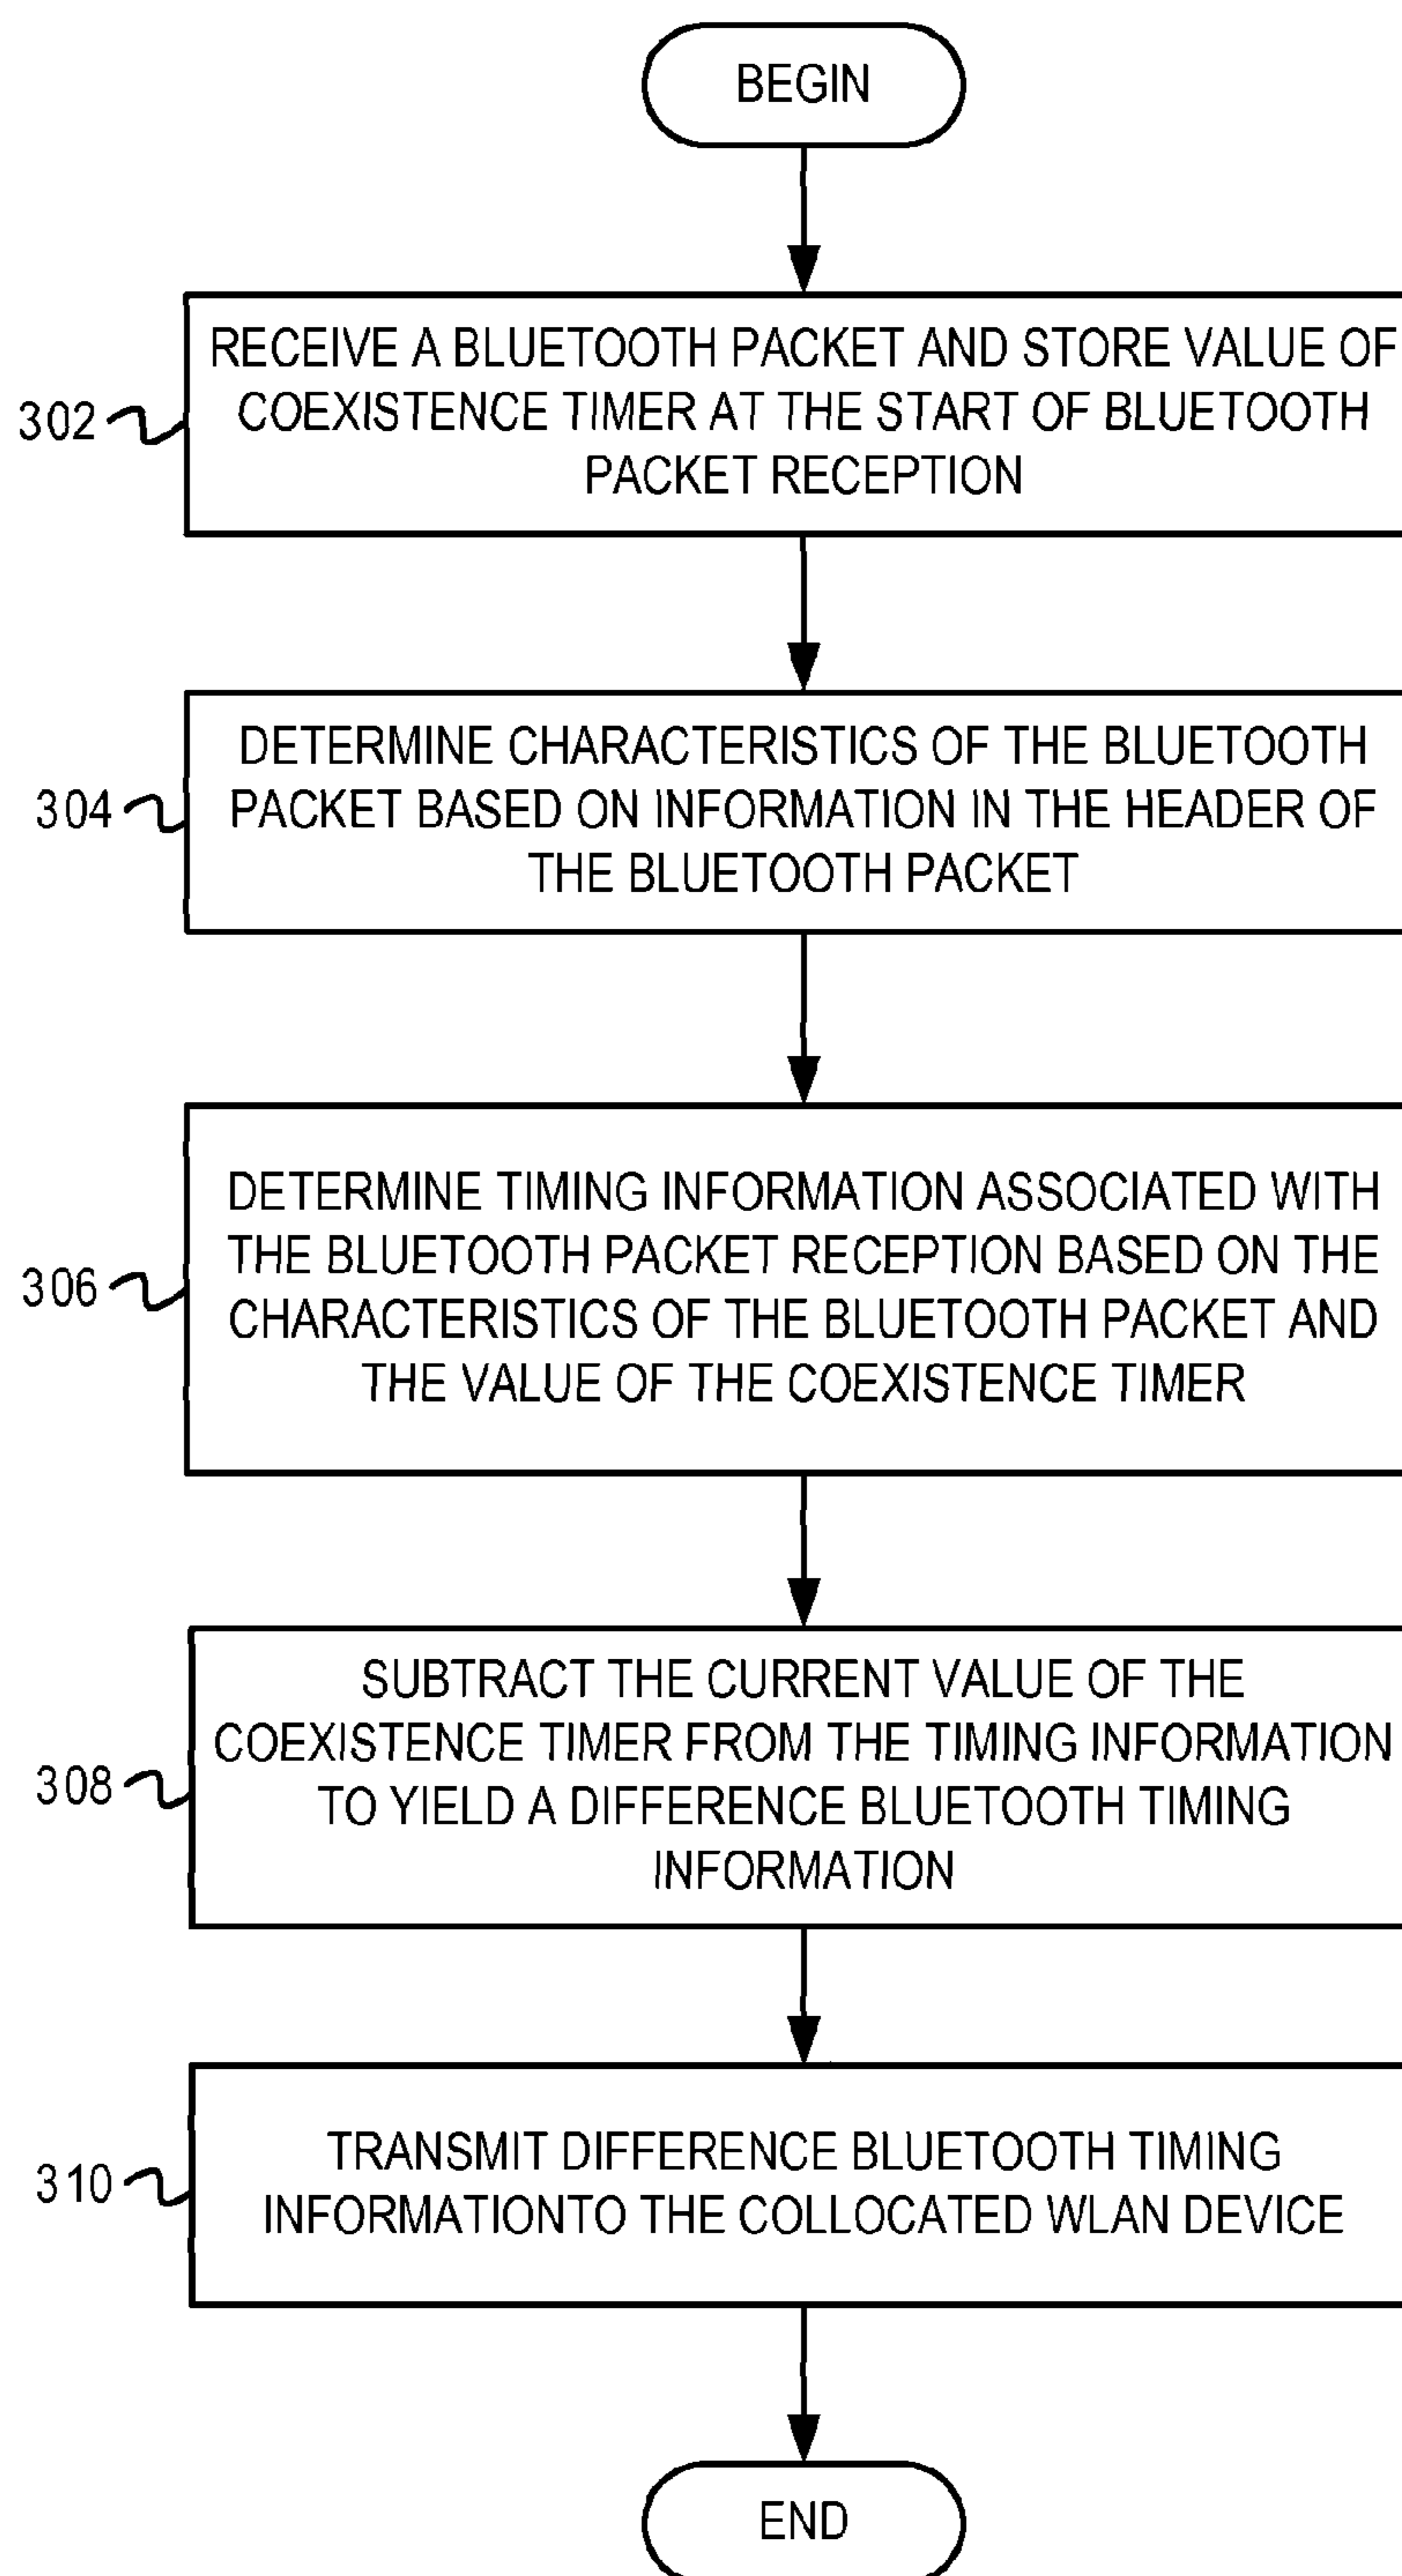 BEGIN
302
RECEIVE A BLUETOOTH PACKET AND STORE VALUE OF
COEXISTENCE TIMER AT THE START OF BLUETOOTH
PACKET RECEPTION
304
DETERMINE CHARACTERISTICS OF THE BLUETOOTH
PACKET BASED ON INFORMATION IN THE HEADER OF
THE BLUETOOTH PACKET
306
DETERMINE TIMING INFORMATION ASSOCIATED WITH
THE BLUETOOTH PACKET RECEPTION BASED ON THE
CHARACTERISTICS OF THE BLUETOOTH PACKET AND
THE VALUE OF THE COEXISTENCE TIMER
308
SUBTRACT THE CURRENT VALUE OF THE
COEXISTENCE TIMER FROM THE TIMING INFORMATION
TO YIELD A DIFFERENCE BLUETOOTH TIMING
INFORMATION
310
TRANSMIT DIFFERENCE BLUETOOTH TIMING
INFORMATIONTO THE COLLOCATED WLAN DEVICE
END